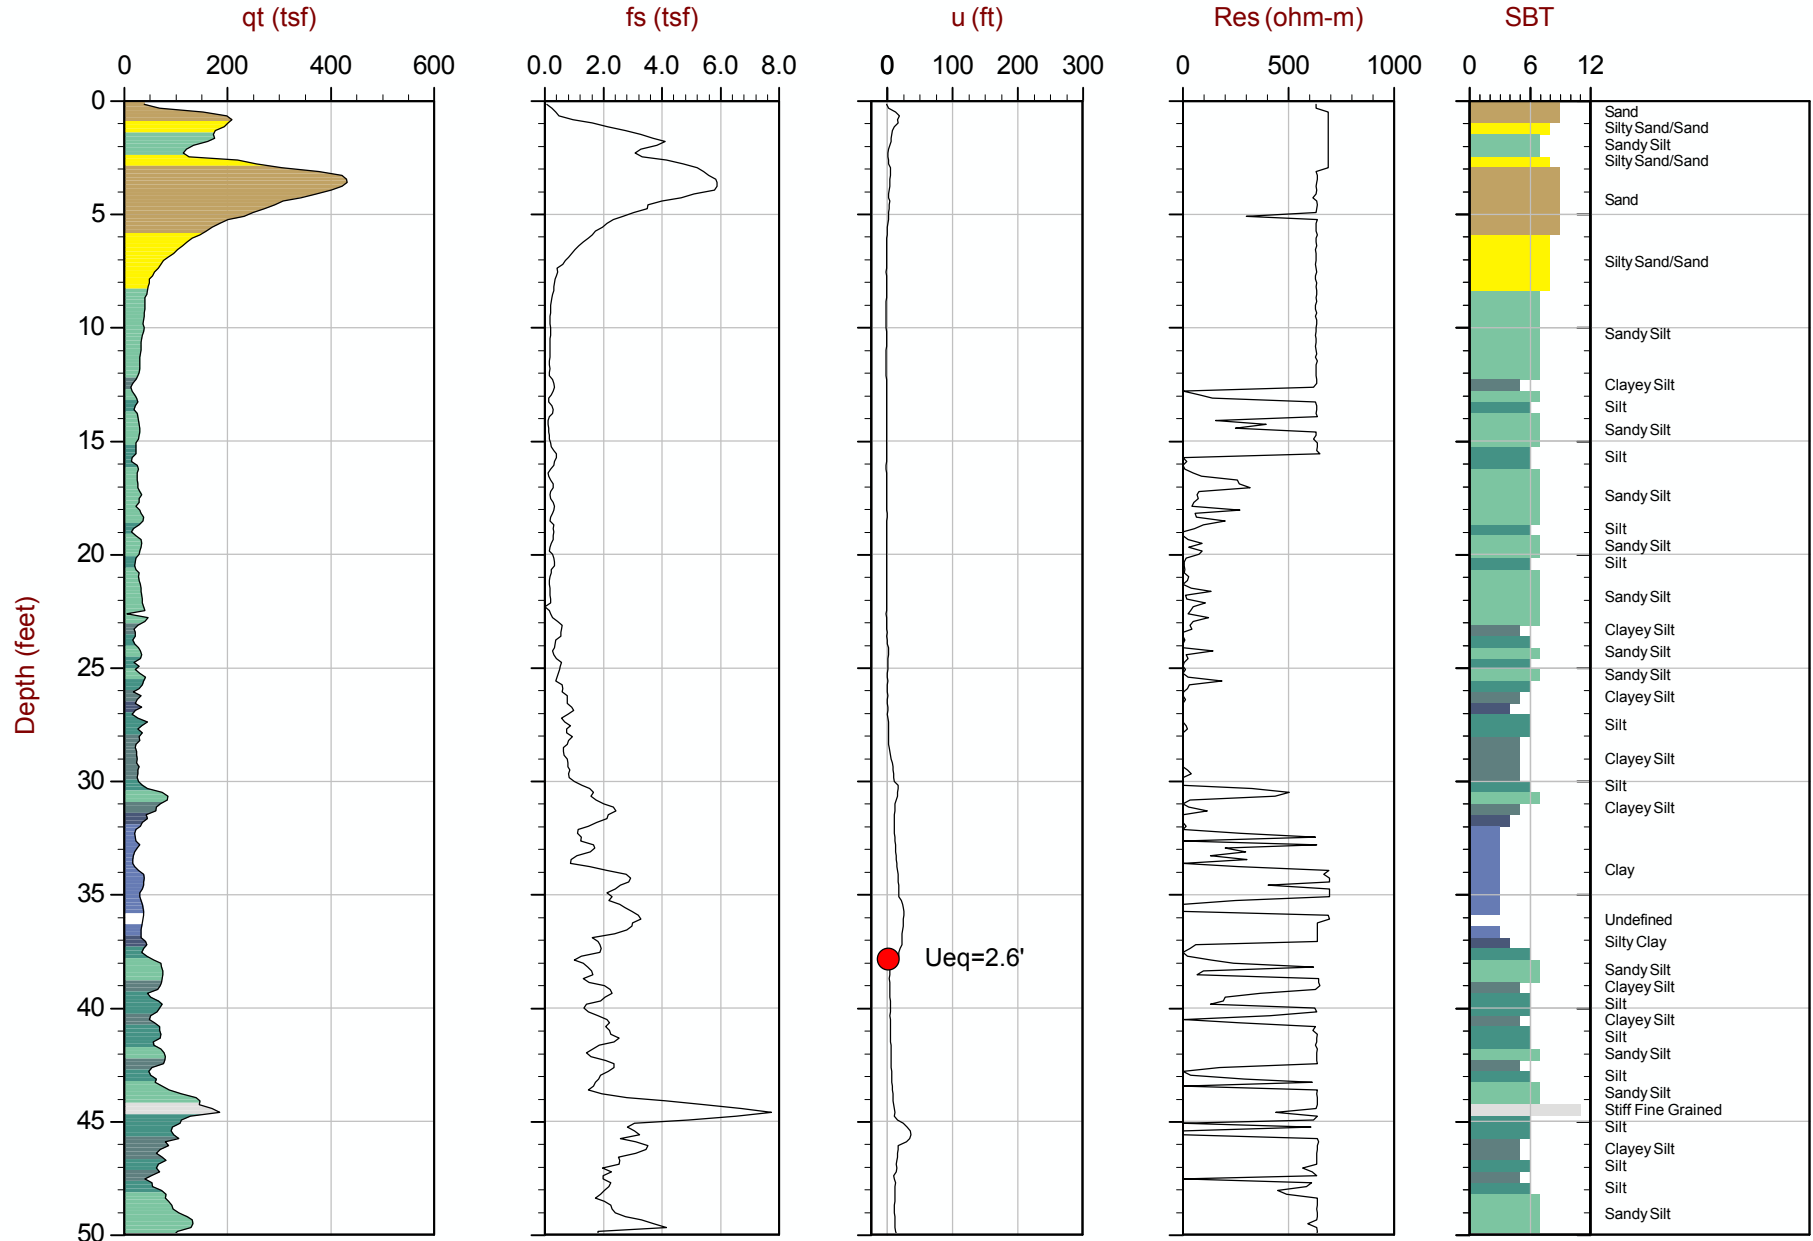 qt (tsf) fs (tsf) u (ft) Res (ohm-m) SBT
0 200 400 600 0.0 2.0 4.0 6.0 8.0 0 100 200 300 0 500 1000 0 6 12
0
Sand
Silty Sand/Sand
Sandy Silt
Silty Sand/Sand
Sand
5
Silty Sand/Sand
10
Sandy Silt
Clayey Silt
Silt
Sandy Silt
15
Silt
Sandy Silt
Silt
Sandy Silt
20
Silt
Sandy Silt
Clayey Silt
Sandy Silt
25
Sandy Silt
Clayey Silt
Silt
Clayey Silt
30
Silt
Clayey Silt
Clay
35
Undefined
Silty Clay
Ueq=2.6'
Sandy Silt
Clayey Silt
Silt
40
Clayey Silt
Silt
Sandy Silt
Silt
Sandy Silt
Stiff Fine Grained
45
Silt
Clayey Silt
Silt
Silt
Sandy Silt
50
Depth (feet)